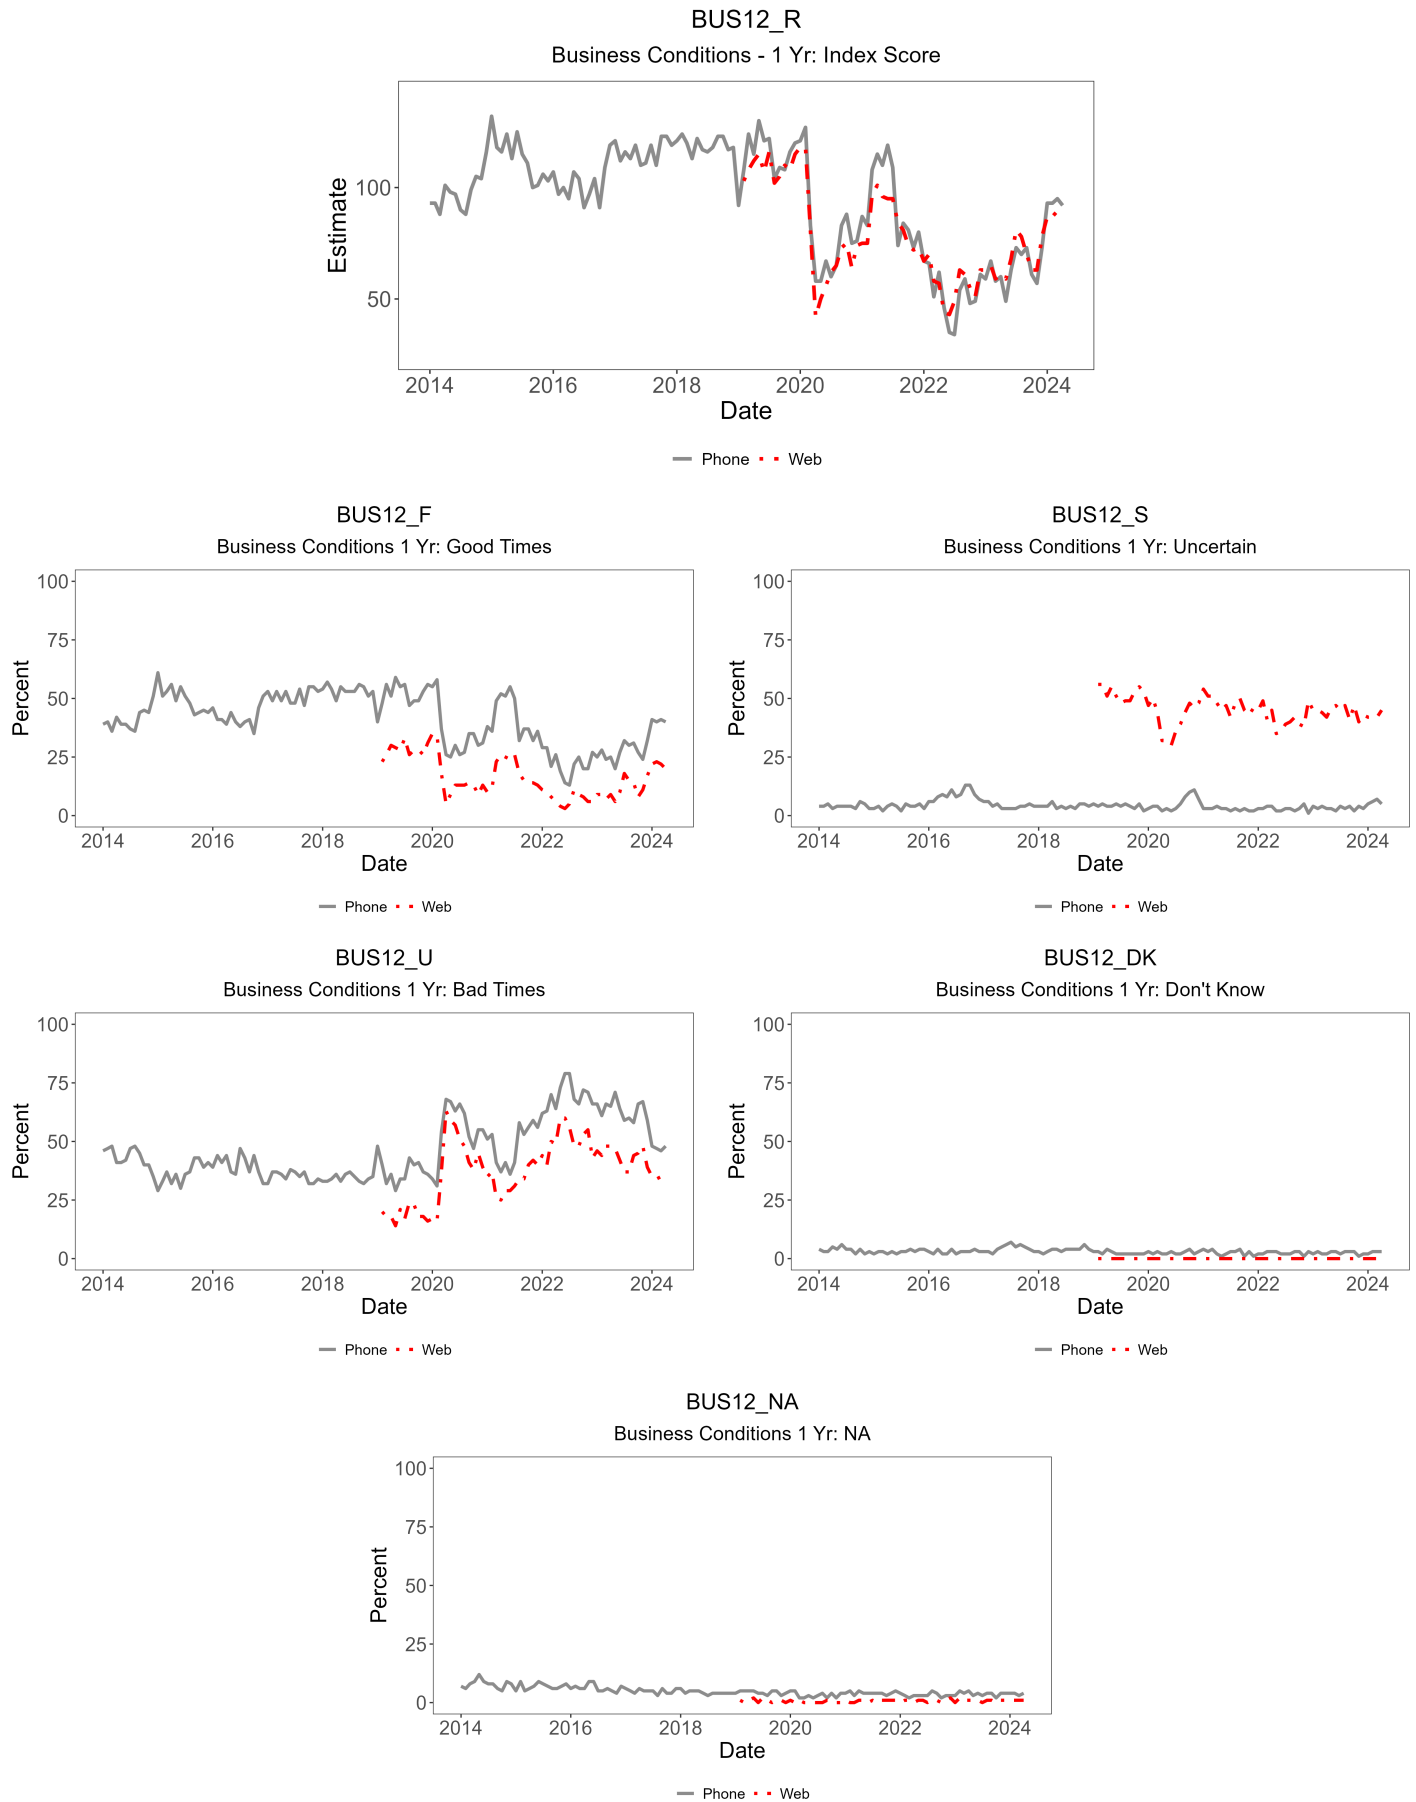 BUS12_R
Business Conditions - 1 Yr: Index Score
Estimate
100
50
2014 2016 2018 2020 2022 2024
Date
Phone Web
BUS12_F
Business Conditions 1 Yr: Good Times
Percent
100
75
50
25
0
2014 2016 2018 2020 2022 2024
Date
Phone Web
BUS12_S
Business Conditions 1 Yr: Uncertain
Percent
100
75
50
25
0
2014 2016 2018 2020 2022 2024
Date
Phone Web
BUS12_U
Business Conditions 1 Yr: Bad Times
Percent
100
75
50
25
0
2014 2016 2018 2020 2022 2024
Date
Phone Web
BUS12_DK
Business Conditions 1 Yr: Don't Know
Percent
100
75
50
25
0
2014 2016 2018 2020 2022 2024
Date
Phone Web
BUS12_NA
Business Conditions 1 Yr: NA
Percent
100
75
50
25
0
2014 2016 2018 2020 2022 2024
Date
Phone Web